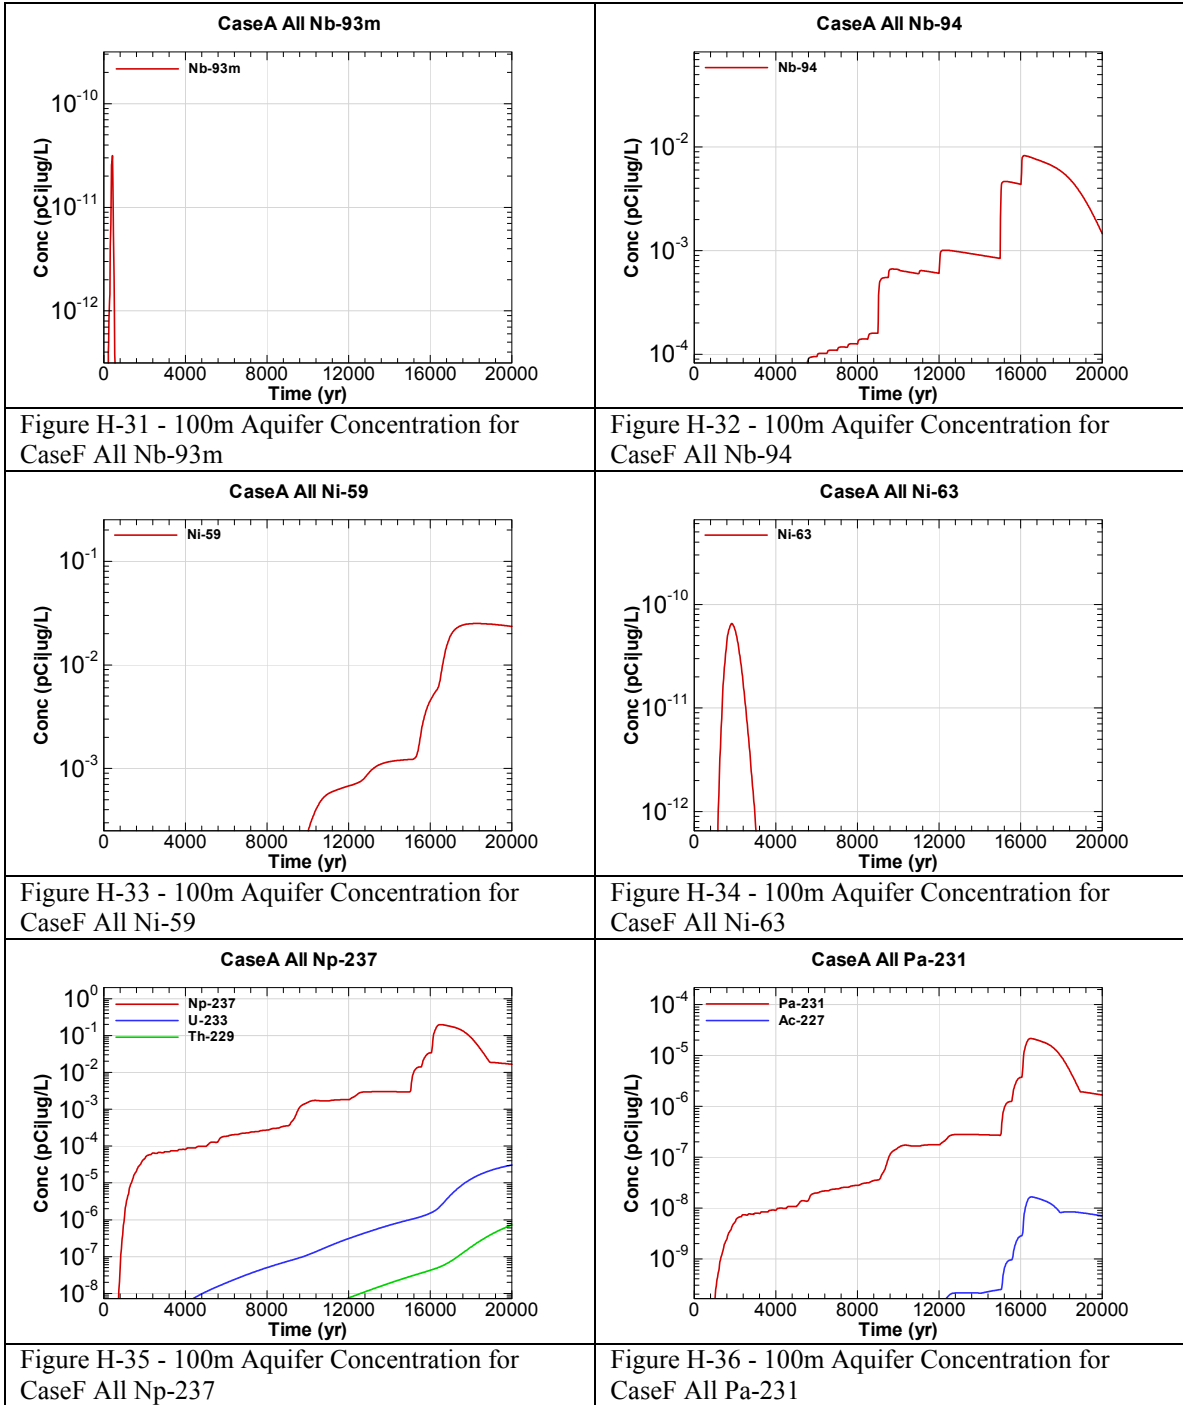 CaseA All Nb-93m
Nb-93m
10-10
10-11
10-12
Conc (pCi|ug/L)
0 4000 8000 12000 16000 20000
Time (yr)
Figure H-31 - 100m Aquifer Concentration for
CaseF All Nb-93m
CaseA All Nb-94
Nb-94
10-2
10-3
10-4
Conc (pCi|ug/L)
0 4000 8000 12000 16000 20000
Time (yr)
Figure H-32 - 100m Aquifer Concentration for
CaseF All Nb-94
CaseA All Ni-59
Ni-59
10-1
10-2
10-3
Conc (pCi|ug/L)
0 4000 8000 12000 16000 20000
Time (yr)
Figure H-33 - 100m Aquifer Concentration for
CaseF All Ni-59
CaseA All Ni-63
Ni-63
10-10
10-11
10-12
Conc (pCi|ug/L)
0 4000 8000 12000 16000 20000
Time (yr)
Figure H-34 - 100m Aquifer Concentration for
CaseF All Ni-63
CaseA All Np-237
Np-237
U-233
Th-229
100
10-1
10-2
10-3
10-4
10-5
10-6
10-7
10-8
Conc (pCi|ug/L)
0 4000 8000 12000 16000 20000
Time (yr)
Figure H-35 - 100m Aquifer Concentration for
CaseF All Np-237
CaseA All Pa-231
Pa-231
Ac-227
10-4
10-5
10-6
10-7
10-8
10-9
Conc (pCi|ug/L)
0 4000 8000 12000 16000 20000
Time (yr)
Figure H-36 - 100m Aquifer Concentration for
CaseF All Pa-231